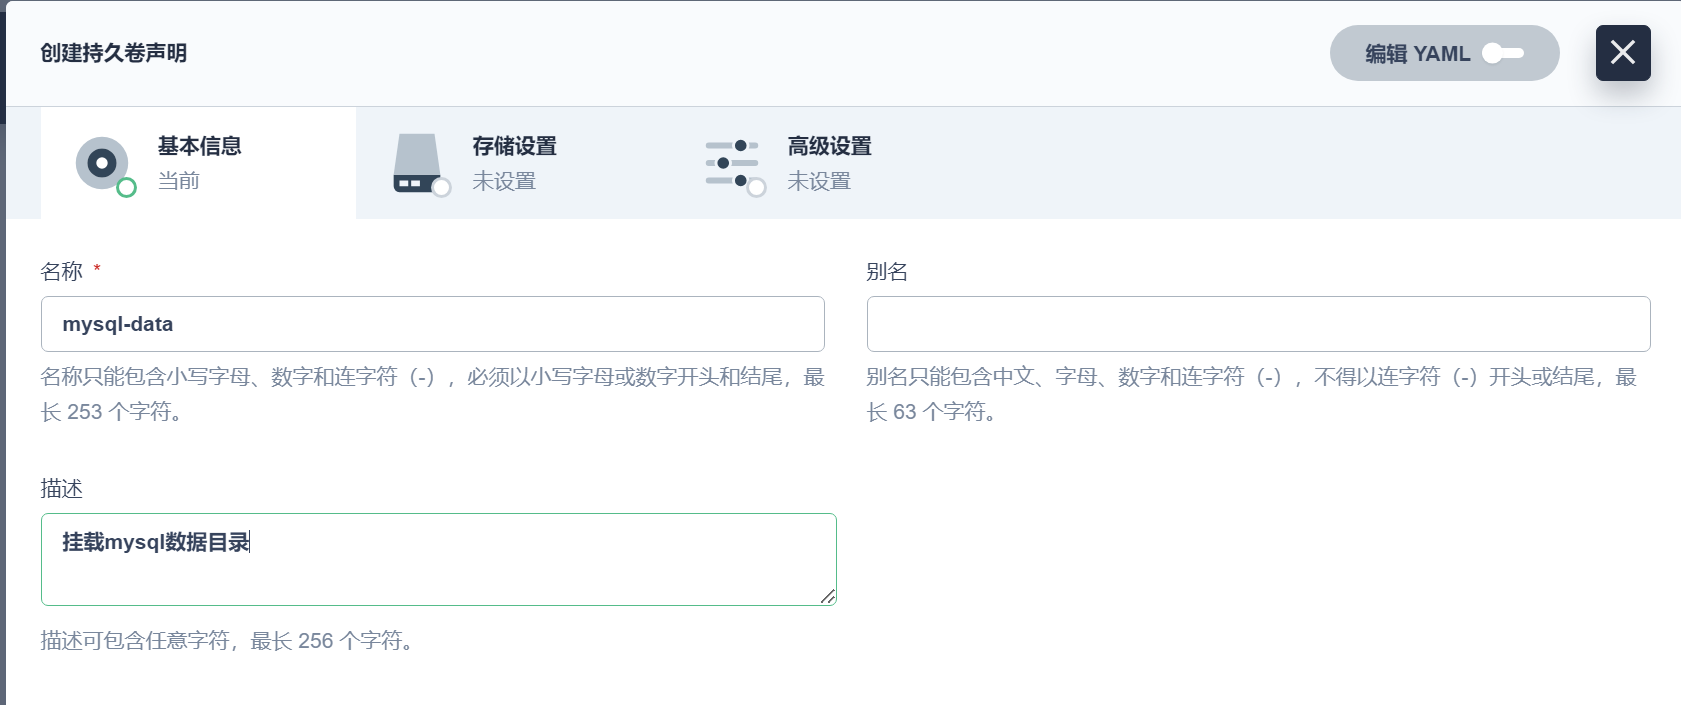 创建持久卷声明
编辑 YAML
基本信息
当前
存储设置
未设置
高级设置
未设置
名称 *
mysql-data
名称只能包含小写字母、数字和连字符（-），必须以小写字母或数字开头和结尾，最
长 253 个字符。
别名
别名只能包含中文、字母、数字和连字符（-），不得以连字符（-）开头或结尾，最
长 63 个字符。
描述
挂载mysql数据目录
描述可包含任意字符，最长 256 个字符。